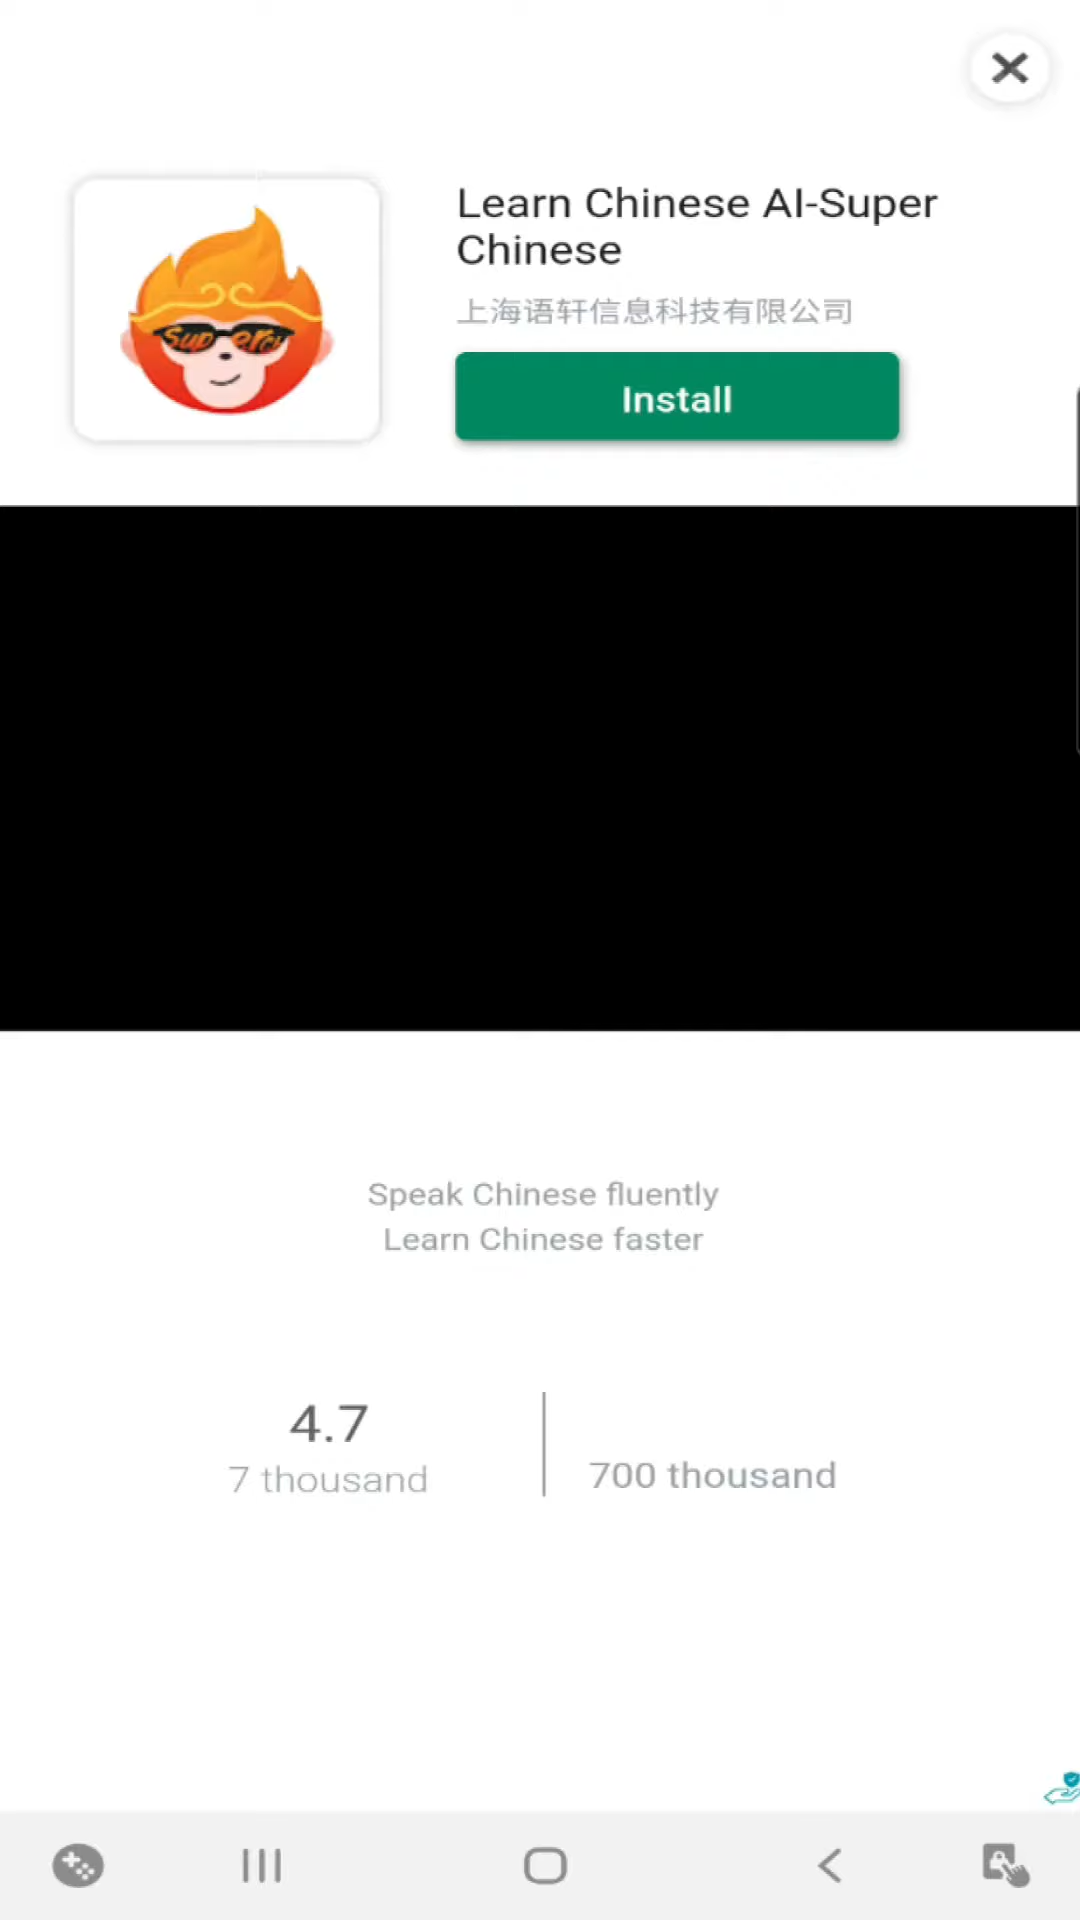 Learn Chinese AI-Super
Chinese
上海语轩信息科技有限公司
Install
Speak Chinese fluently
Learn Chinese faster
4.7
7 thousand
700 thousand